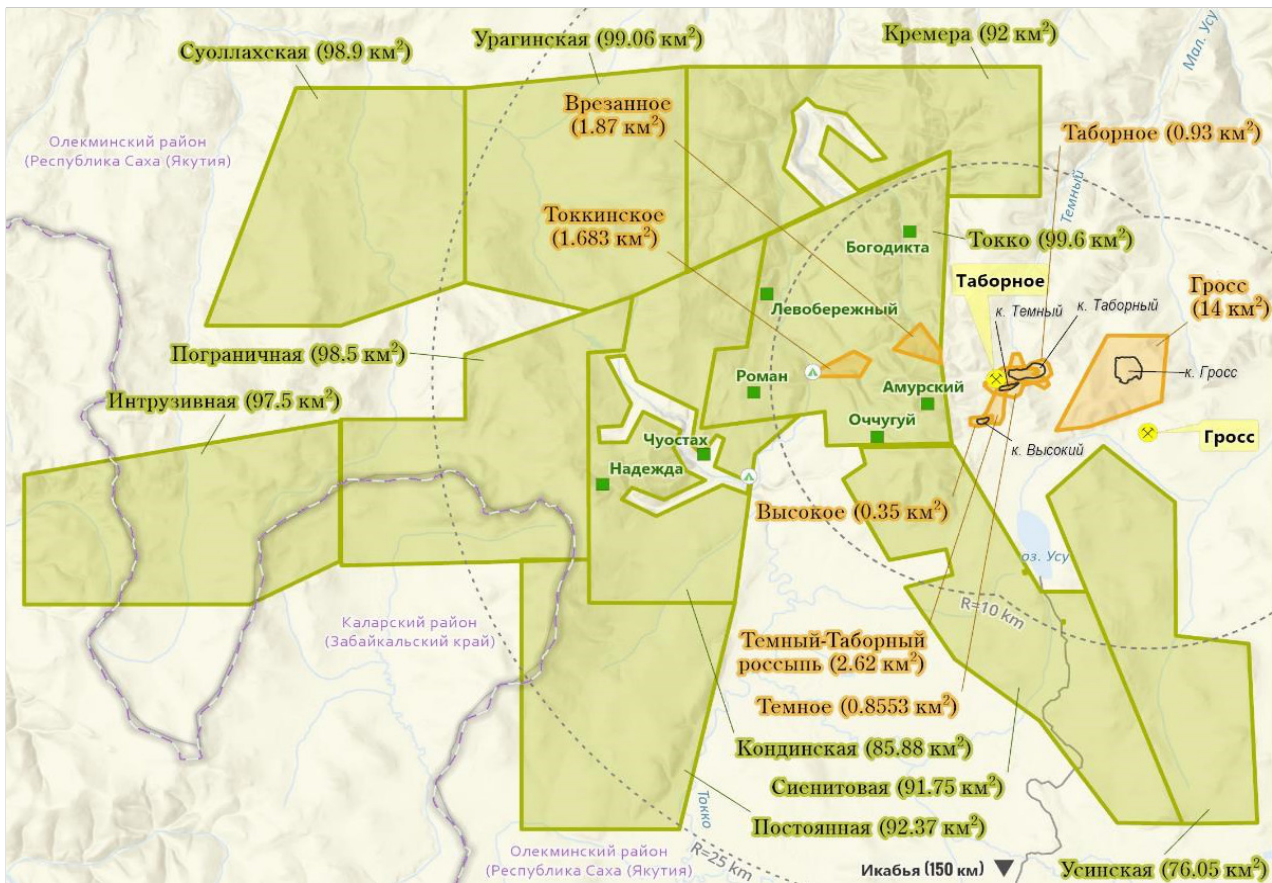 Суоллахская (98.9 км²)
Урагинская (99.06 км²)
Кремера (92 км²)
Мал. Усу
Врезанное
(1.87 км²)
Таборное (0.93 км²)
Олекминский район
(Республика Саха (Якутия)
Темный
Токкинское
(1.683 км²)
Богодикта
Токко (99.6 км²)
Таборное
к. Темный
к. Таборный
Гросс
(14 км²)
Левобережный
Пограничная (98.5 км²)
к. Гросс
Роман
Амурский
Интрузивная (97.5 км²)
Оччугуй
Чуостах
к. Высокий
Гросс
Надежда
Высокое (0.35 км²)
оз. Усу
R=10 km
Каларский район
(Забайкальский край)
Темный-Таборный
россыпь (2.62 км²)
Темное (0.8553 км²)
Кондинская (85.88 км²)
Сиенитовая (91.75 км²)
Токко
Постоянная (92.37 км²)
R=25 km
Олекминский район
(Республика Саха (Якутия)
Икабья (150 км)
Усинская (76.05 км²)